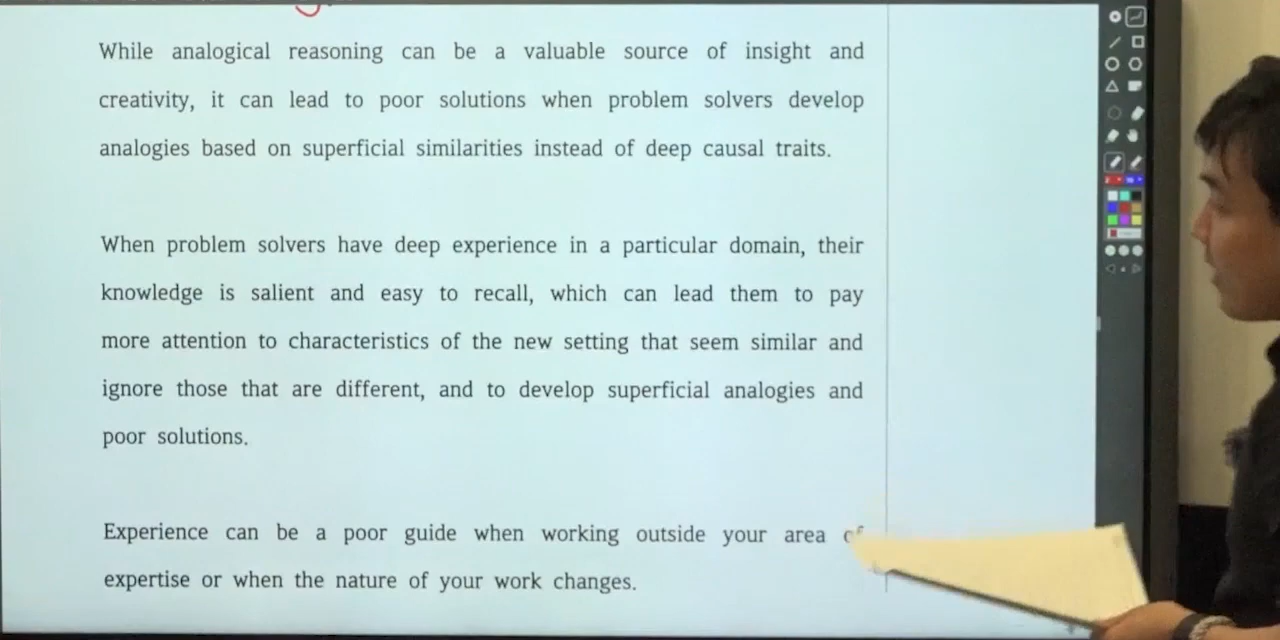 While analogical reasoning can be a valuable source of insight and
creativity, it can lead to poor solutions when problem solvers develop
analogies based on superficial similarities instead of deep causal traits.
When problem solvers have deep experience in a particular domain, their
knowledge is salient and easy to recall, which can lead them to pay
more attention to characteristics of the new setting that seem similar and
ignore those that are different, and to develop superficial analogies and
poor solutions.
Experience can be a poor guide when working outside your area of
expertise or when the nature of your work changes.